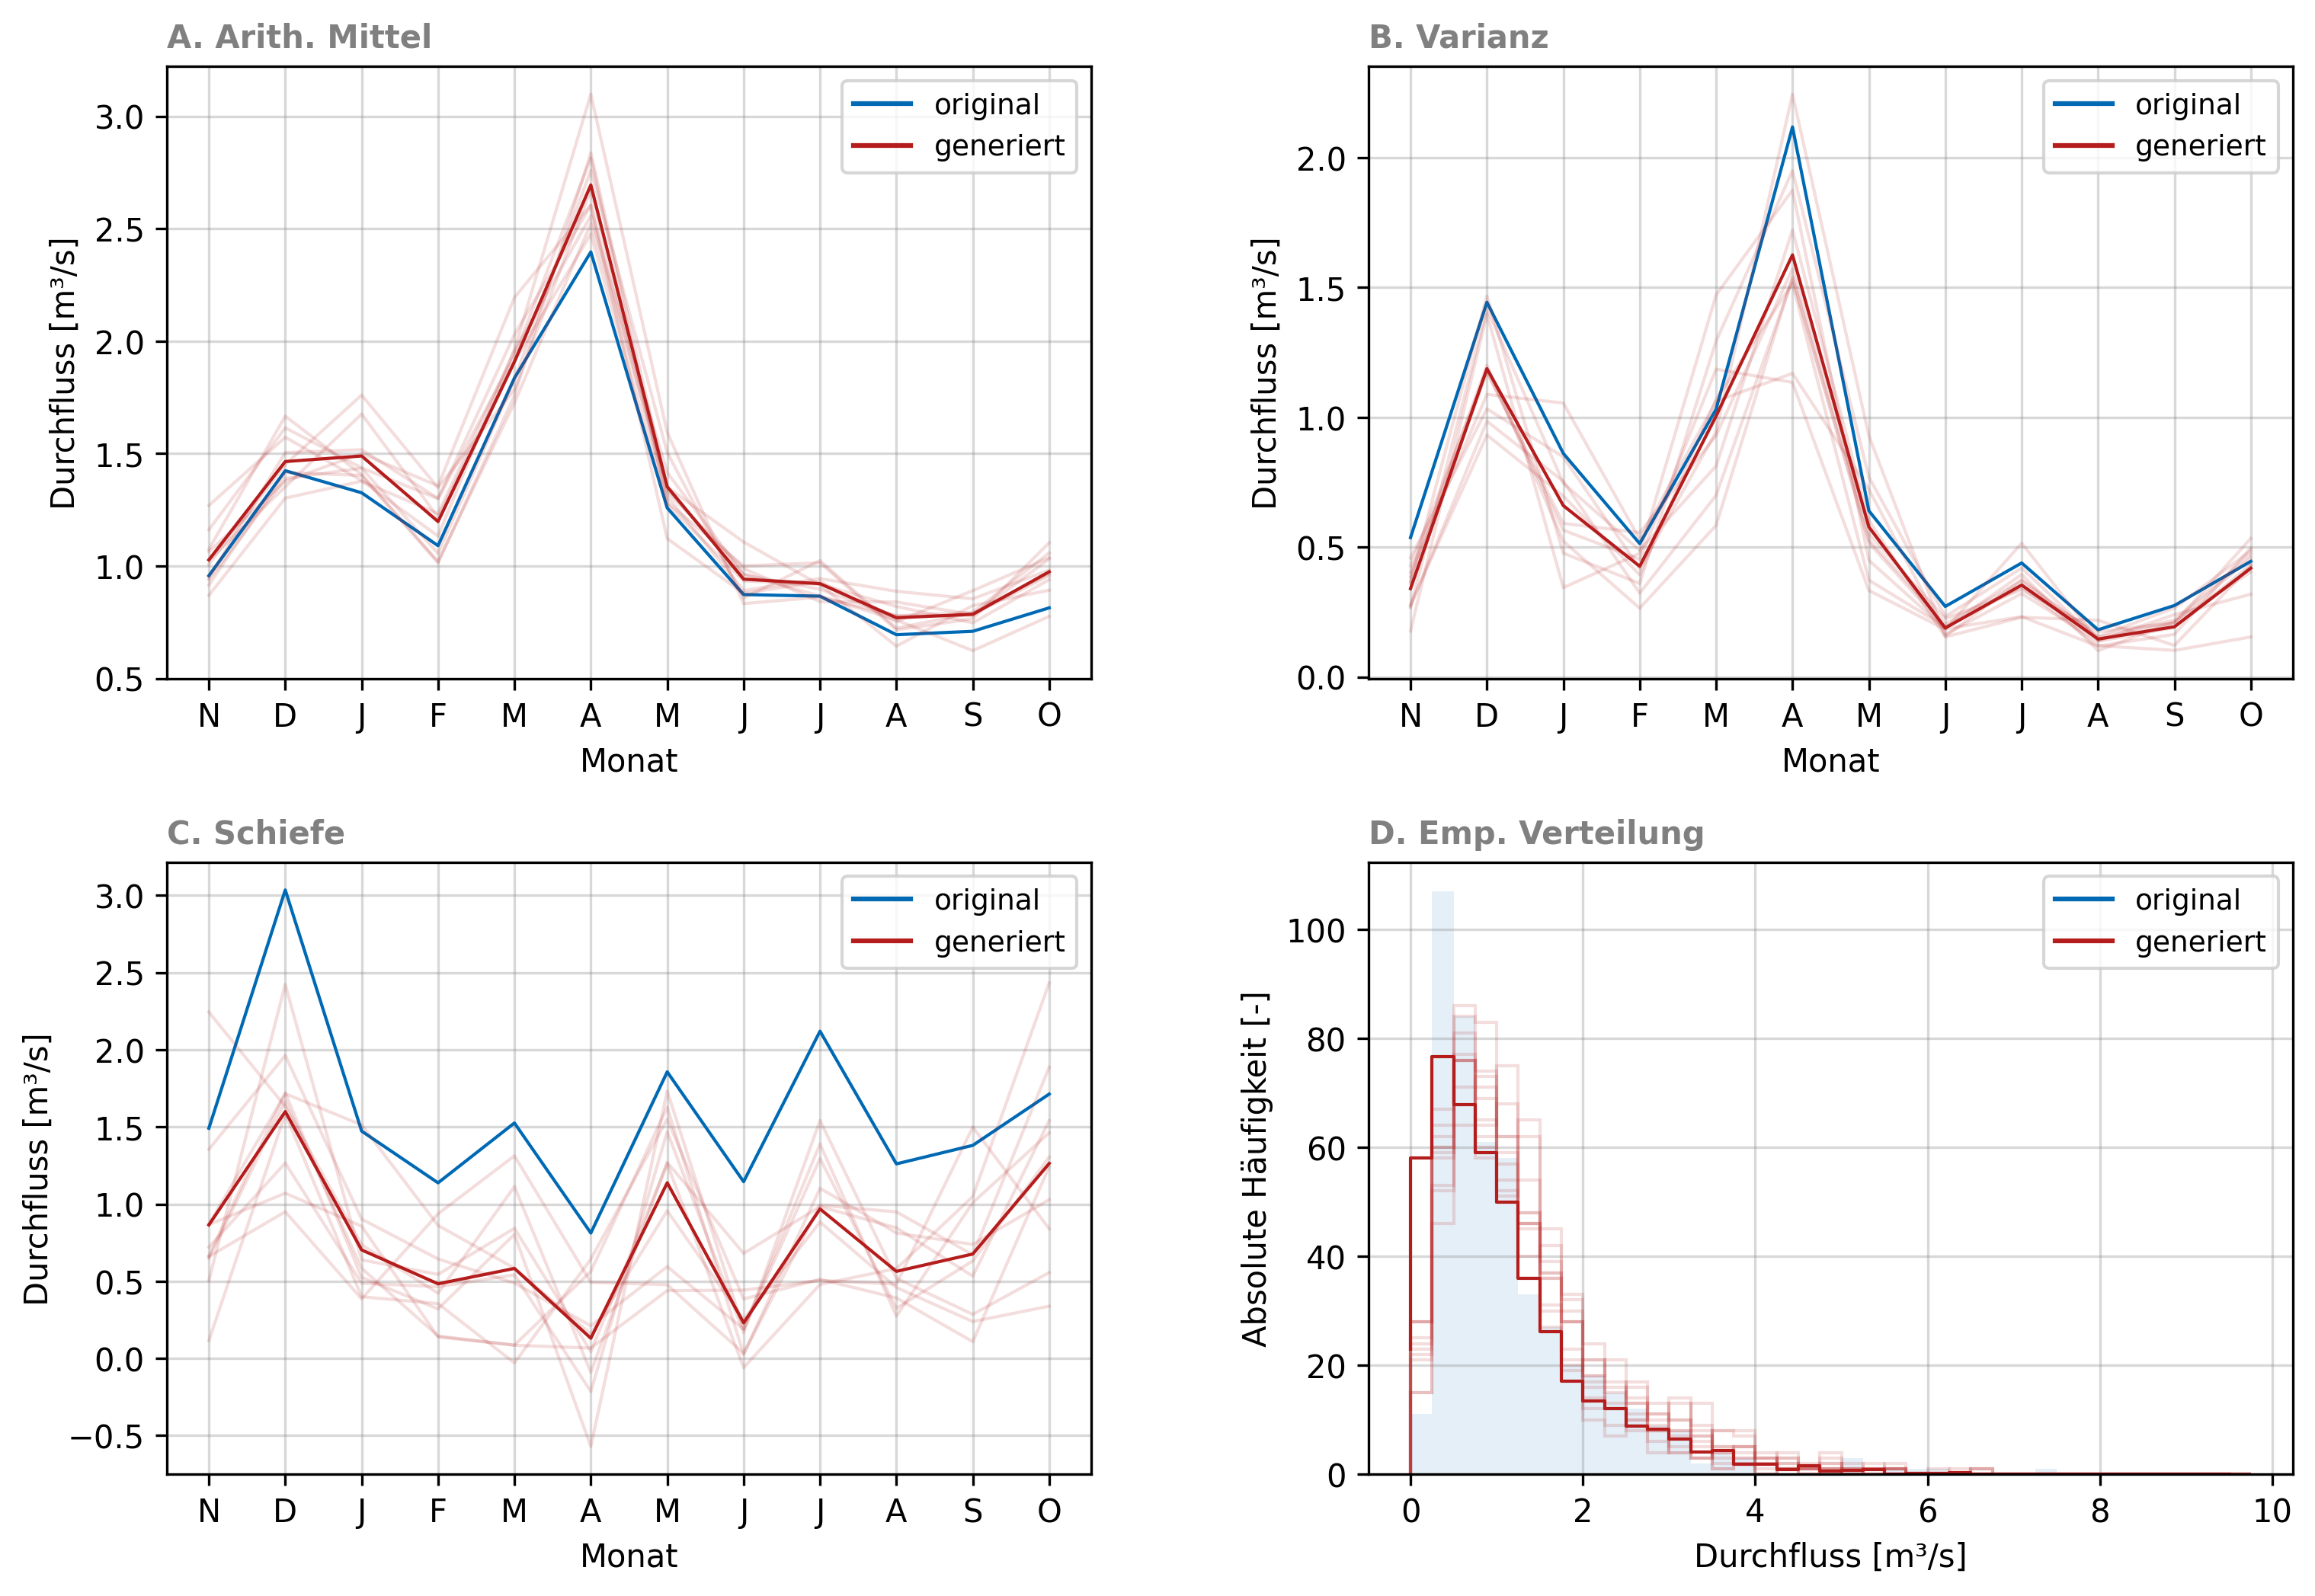 A. Arith. Mittel
Durchfluss [m³/s]
3.0
2.5
2.0
1.5
1.0
0.5
original
generiert
N D J F M A M J J A S O
Monat
B. Varianz
Durchfluss [m³/s]
2.0
1.5
1.0
0.5
0.0
original
generiert
N D J F M A M J J A S O
Monat
C. Schiefe
Durchfluss [m³/s]
3.0
2.5
2.0
1.5
1.0
0.5
0.0
−0.5
original
generiert
N D J F M A M J J A S O
Monat
D. Emp. Verteilung
Absolute Häufigkeit [-]
100
80
60
40
20
0
original
generiert
0 2 4 6 8 10
Durchfluss [m³/s]